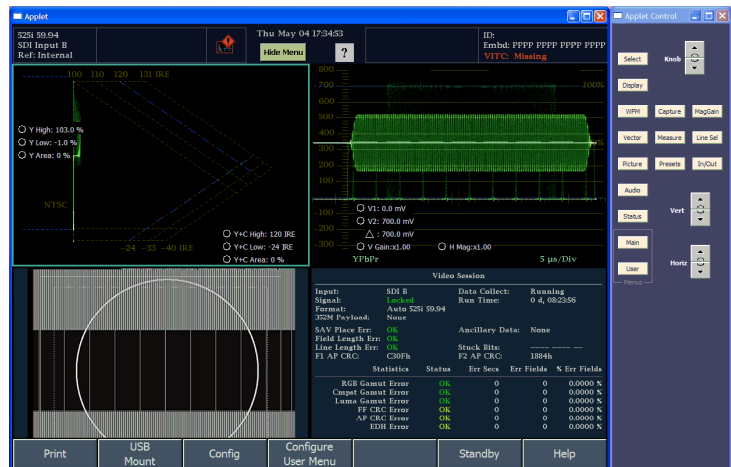 Applet
525i 59.94
SDI Input B
Ref: Internal
Thu May 04 17:34:53
Hide Menu
?
ID:
Embd: PPPP PPPP PPPP PPPP
VITC: Missing
100 110 120 131 IRE
Y High: 103.0 %
Y Low: -1.0 %
Y Area: 0 %
NTSC
Y+C High: 120 IRE
Y+C Low: -24 IRE
Y+C Area: 0 %
-24 -33 -40 IRE
800
700
100%
600
500
400
300
200
100
-100
-200
-300
V1: 0.0 mV
V2: 700.0 mV
△ : 700.0 mV
V Gain:x1.00
H Mag:x1.00
YPbPr
5 µs/Div
Video Session
Input: SDI B Data Collect: Running
Signal: Locked Run Time: 0 d, 08:23:56
Format: Auto 525i 59.94
352M Payload: None
SAV Place Err: OK Ancillary Data: None
Field Length Err: OK
Line Length Err: OK Stuck Bits: ---- ---- --
F1 AP CRC: C30Fh F2 AP CRC: 1884h
Statistics Status Err Secs Err Fields % Err Fields
RGB Gamut Error OK 0 0 0.0000 %
Cmpst Gamut Error OK 0 0 0.0000 %
Luma Gamut Error OK 0 0 0.0000 %
FF CRC Error OK 0 0 0.0000 %
AP CRC Error OK 0 0 0.0000 %
EDH Error OK 0 0 0.0000 %
Print
USB
Mount
Config
Configure
User Menu
Standby
Help
Applet Control
Select
Knob
Display
WFM
Capture
MagGain
Vector
Measure
Line Sel
Picture
Presets
In/Out
Audio
Status
Vert
Main
User
Menus
Horiz